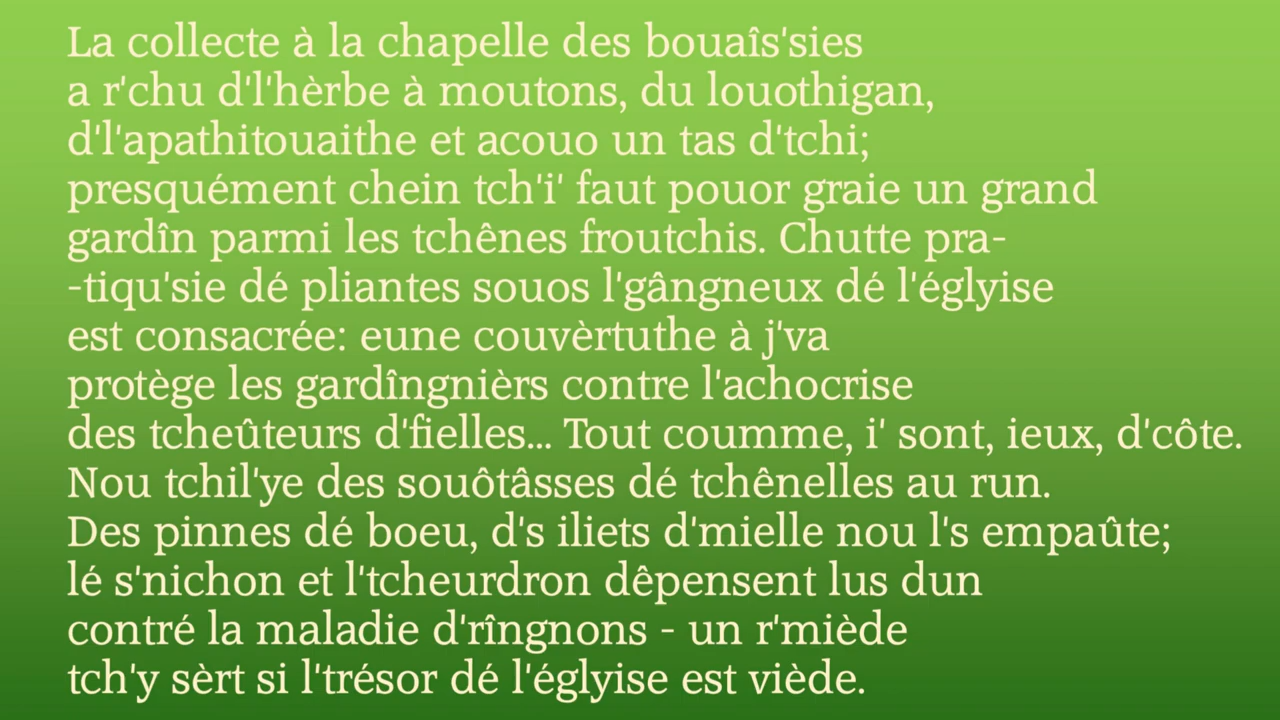 La collecte à la chapelle des bouaîs'sies
a r'chu d'l'hèrbe à moutons, du louothigan,
d'l'apathitouaithe et acouo un tas d'tchi;
presquément chein tch'i' faut pouor graie un grand
gardîn parmi les tchênes froutchis. Chutte pra-
-tiqu'sie dé pliantes souos l'gângneux dé l'églyise
est consacrée: eune couvèrtuthe à j'va
protège les gardîngnièrs contre l'achocrise
des tcheûteurs d'fielles... Tout coumme, i' sont, ieux, d'côte.
Nou tchil'ye des souôtâsses dé tchênelles au run.
Des pinnes dé boeu, d's iliets d'mielle nou l's empaûte;
lé s'nichon et l'tcheurdron dêpensent lus dun
contré la maladie d'rîngnons - un r'miède
tch'y sèrt si l'trésor dé l'églyise est viède.